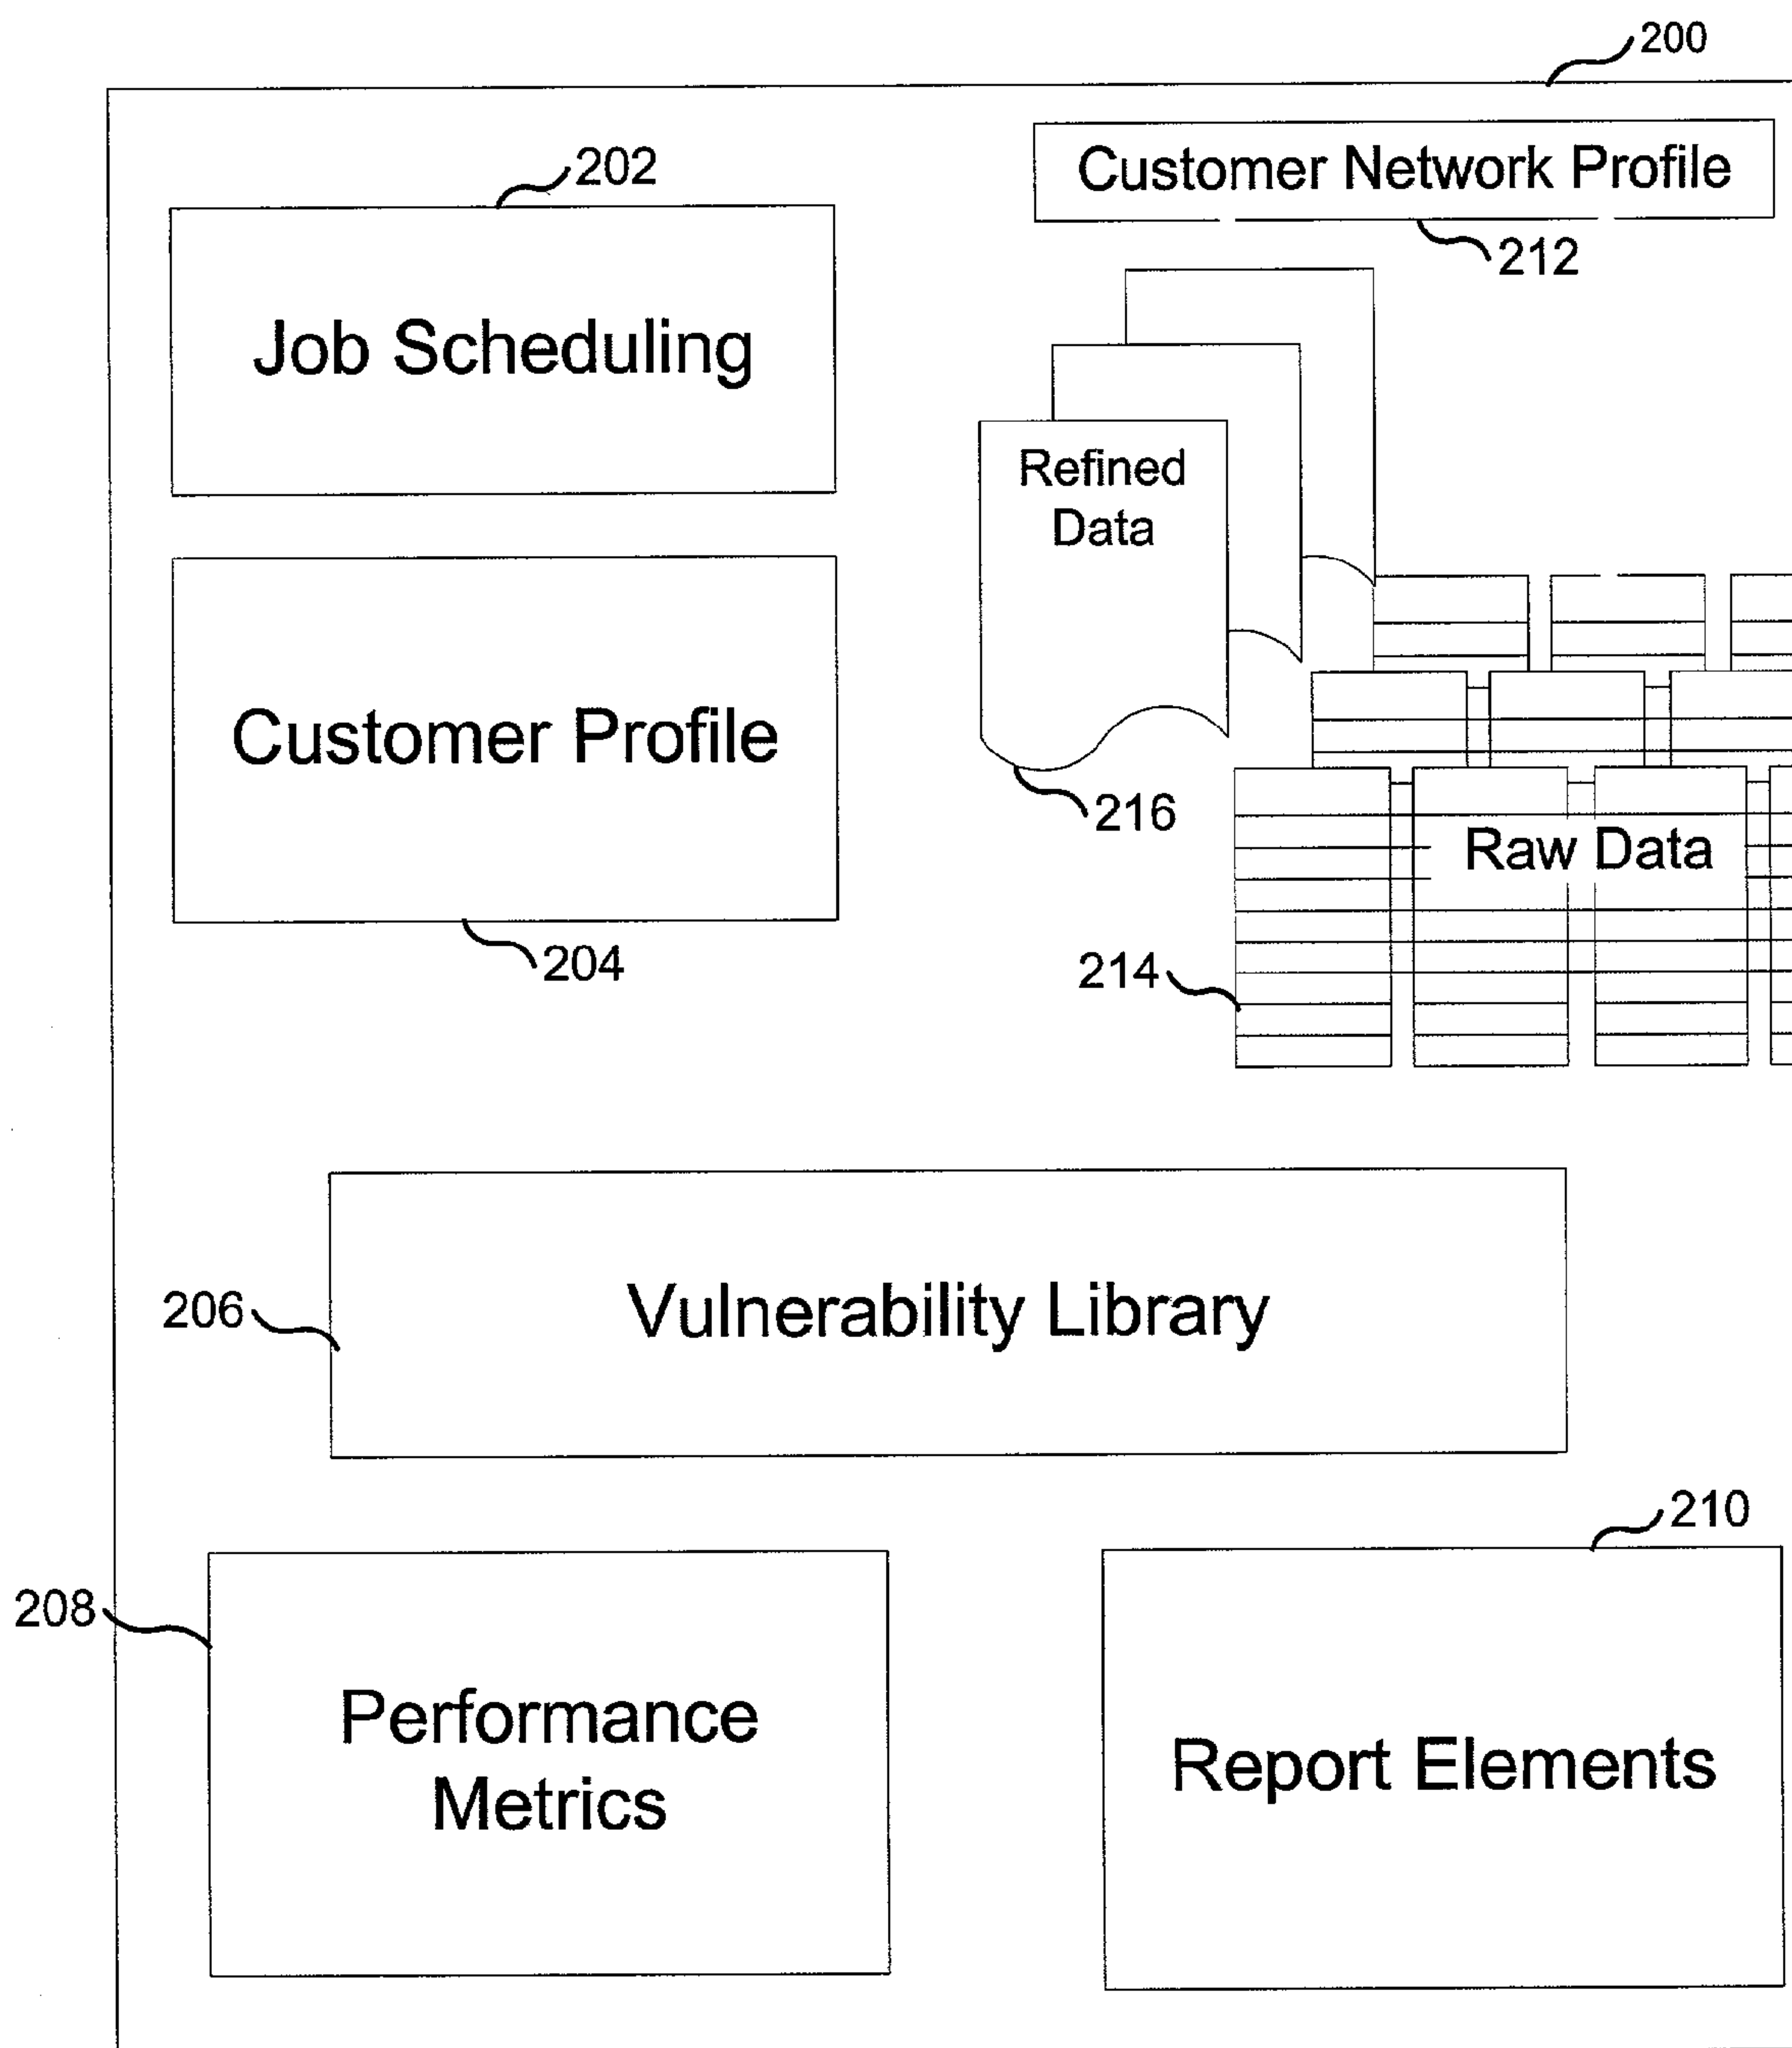 200
202
Customer Network Profile
212
Job Scheduling
Refined
Data
Customer Profile
216
Raw Data
204
214
206
Vulnerability Library
210
208
Performance
Metrics
Report Elements